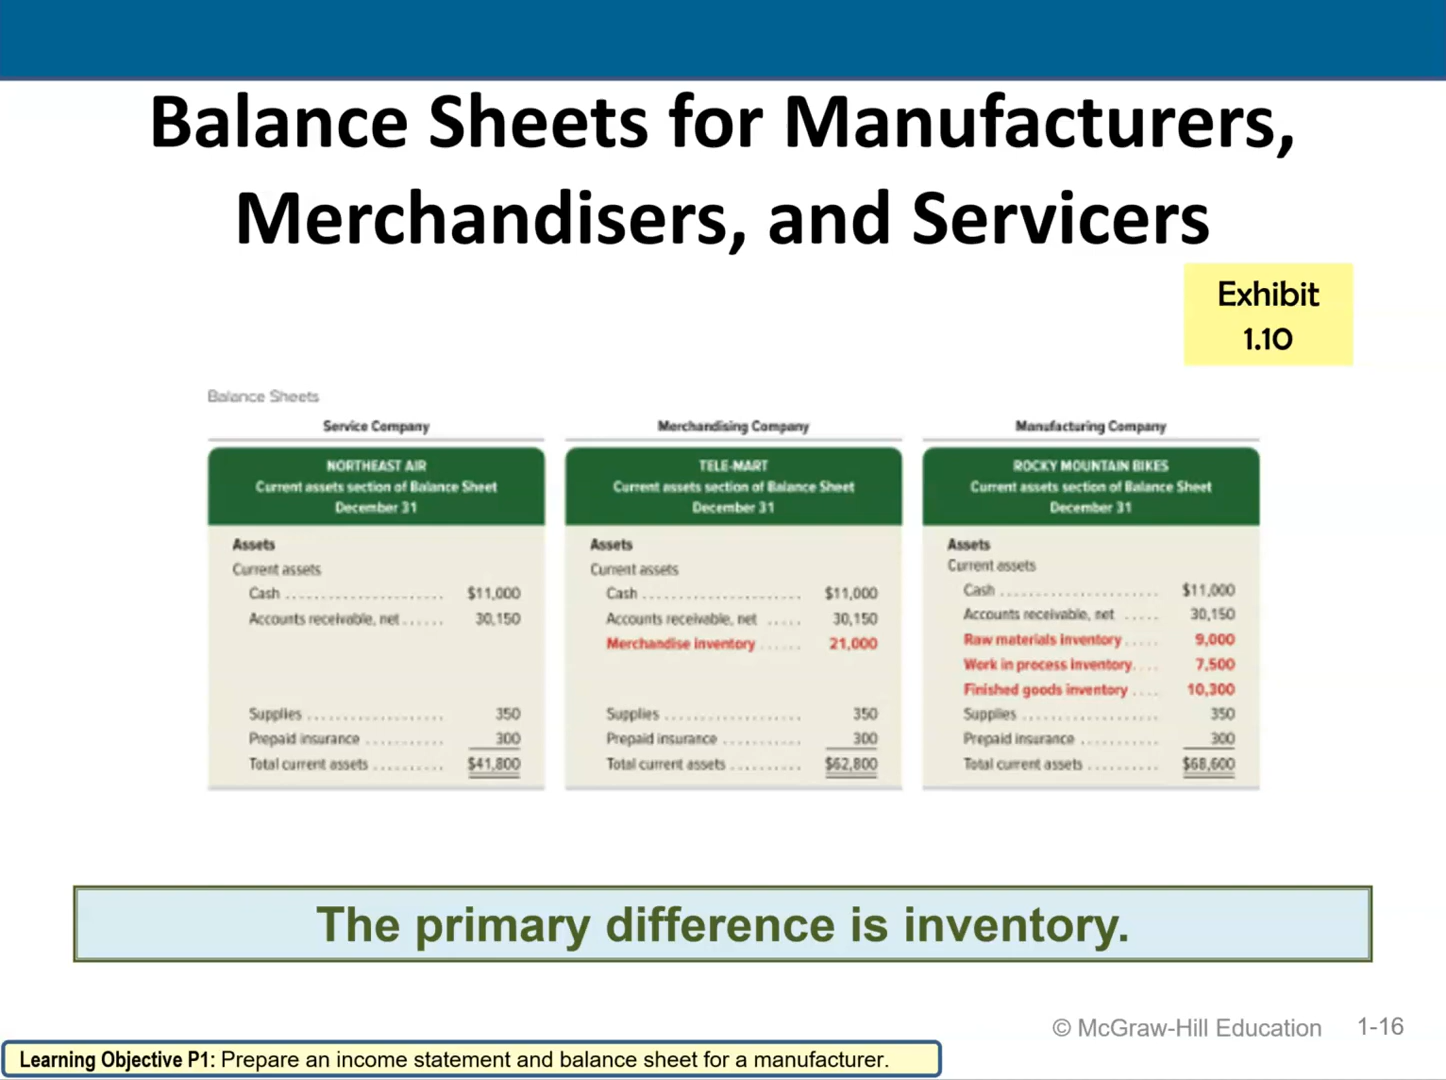 Balance Sheets for Manufacturers,
Merchandisers, and Servicers
Exhibit
1.10
Balance Sheets
Service Company
NORTHEAST AIR
Current assets section of Balance Sheet
December 31
Assets
Current assets
Cash ........................ $11,000
Accounts receivable, net ...... 30,150
Supplies .................... 350
Prepaid insurance ........... 300
Total current assets .......... $41,800
Merchandising Company
TELE-MART
Current assets section of Balance Sheet
December 31
Assets
Current assets
Cash ........................ $11,000
Accounts receivable, net ..... 30,150
Merchandise inventory ...... 21,000
Supplies .................... 350
Prepaid insurance ............ 300
Total current assets .......... $62,800
Manufacturing Company
ROCKY MOUNTAIN BIKES
Current assets section of Balance Sheet
December 31
Assets
Current assets
Cash ........................ $11,000
Accounts receivable, net ..... 30,150
Raw materials inventory ..... 9,000
Work in process inventory.... 7,500
Finished goods inventory .... 10,300
Supplies .................... 350
Prepaid insurance ............ 300
Total current assets .......... $68,600
The primary difference is inventory.
© McGraw-Hill Education 1-16
Learning Objective P1: Prepare an income statement and balance sheet for a manufacturer.